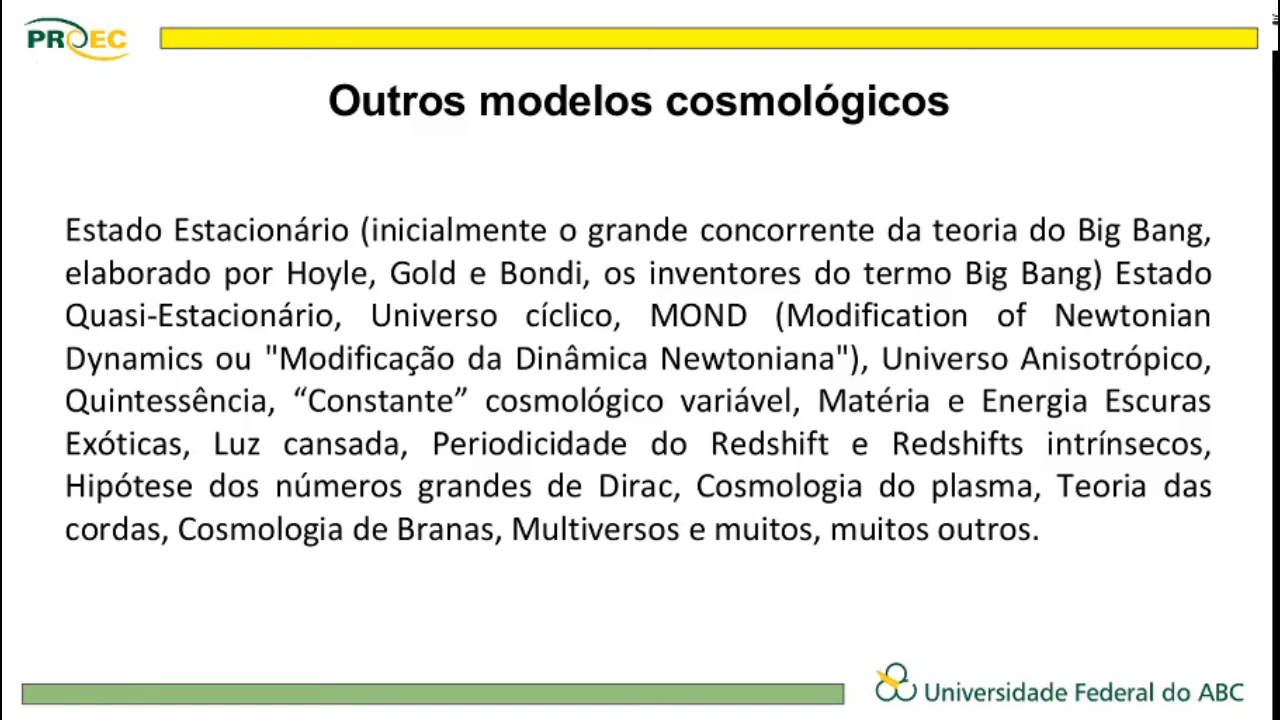 PROEC
Outros modelos cosmológicos
Estado Estacionário (inicialmente o grande concorrente da teoria do Big Bang,
elaborado por Hoyle, Gold e Bondi, os inventores do termo Big Bang) Estado
Quasi-Estacionário, Universo cíclico, MOND (Modification of Newtonian
Dynamics ou "Modificação da Dinâmica Newtoniana"), Universo Anisotrópico,
Quintessência, “Constante” cosmológico variável, Matéria e Energia Escuras
Exóticas, Luz cansada, Periodicidade do Redshift e Redshifts intrínsecos,
Hipótese dos números grandes de Dirac, Cosmologia do plasma, Teoria das
cordas, Cosmologia de Branas, Multiversos e muitos, muitos outros.
Universidade Federal do ABC